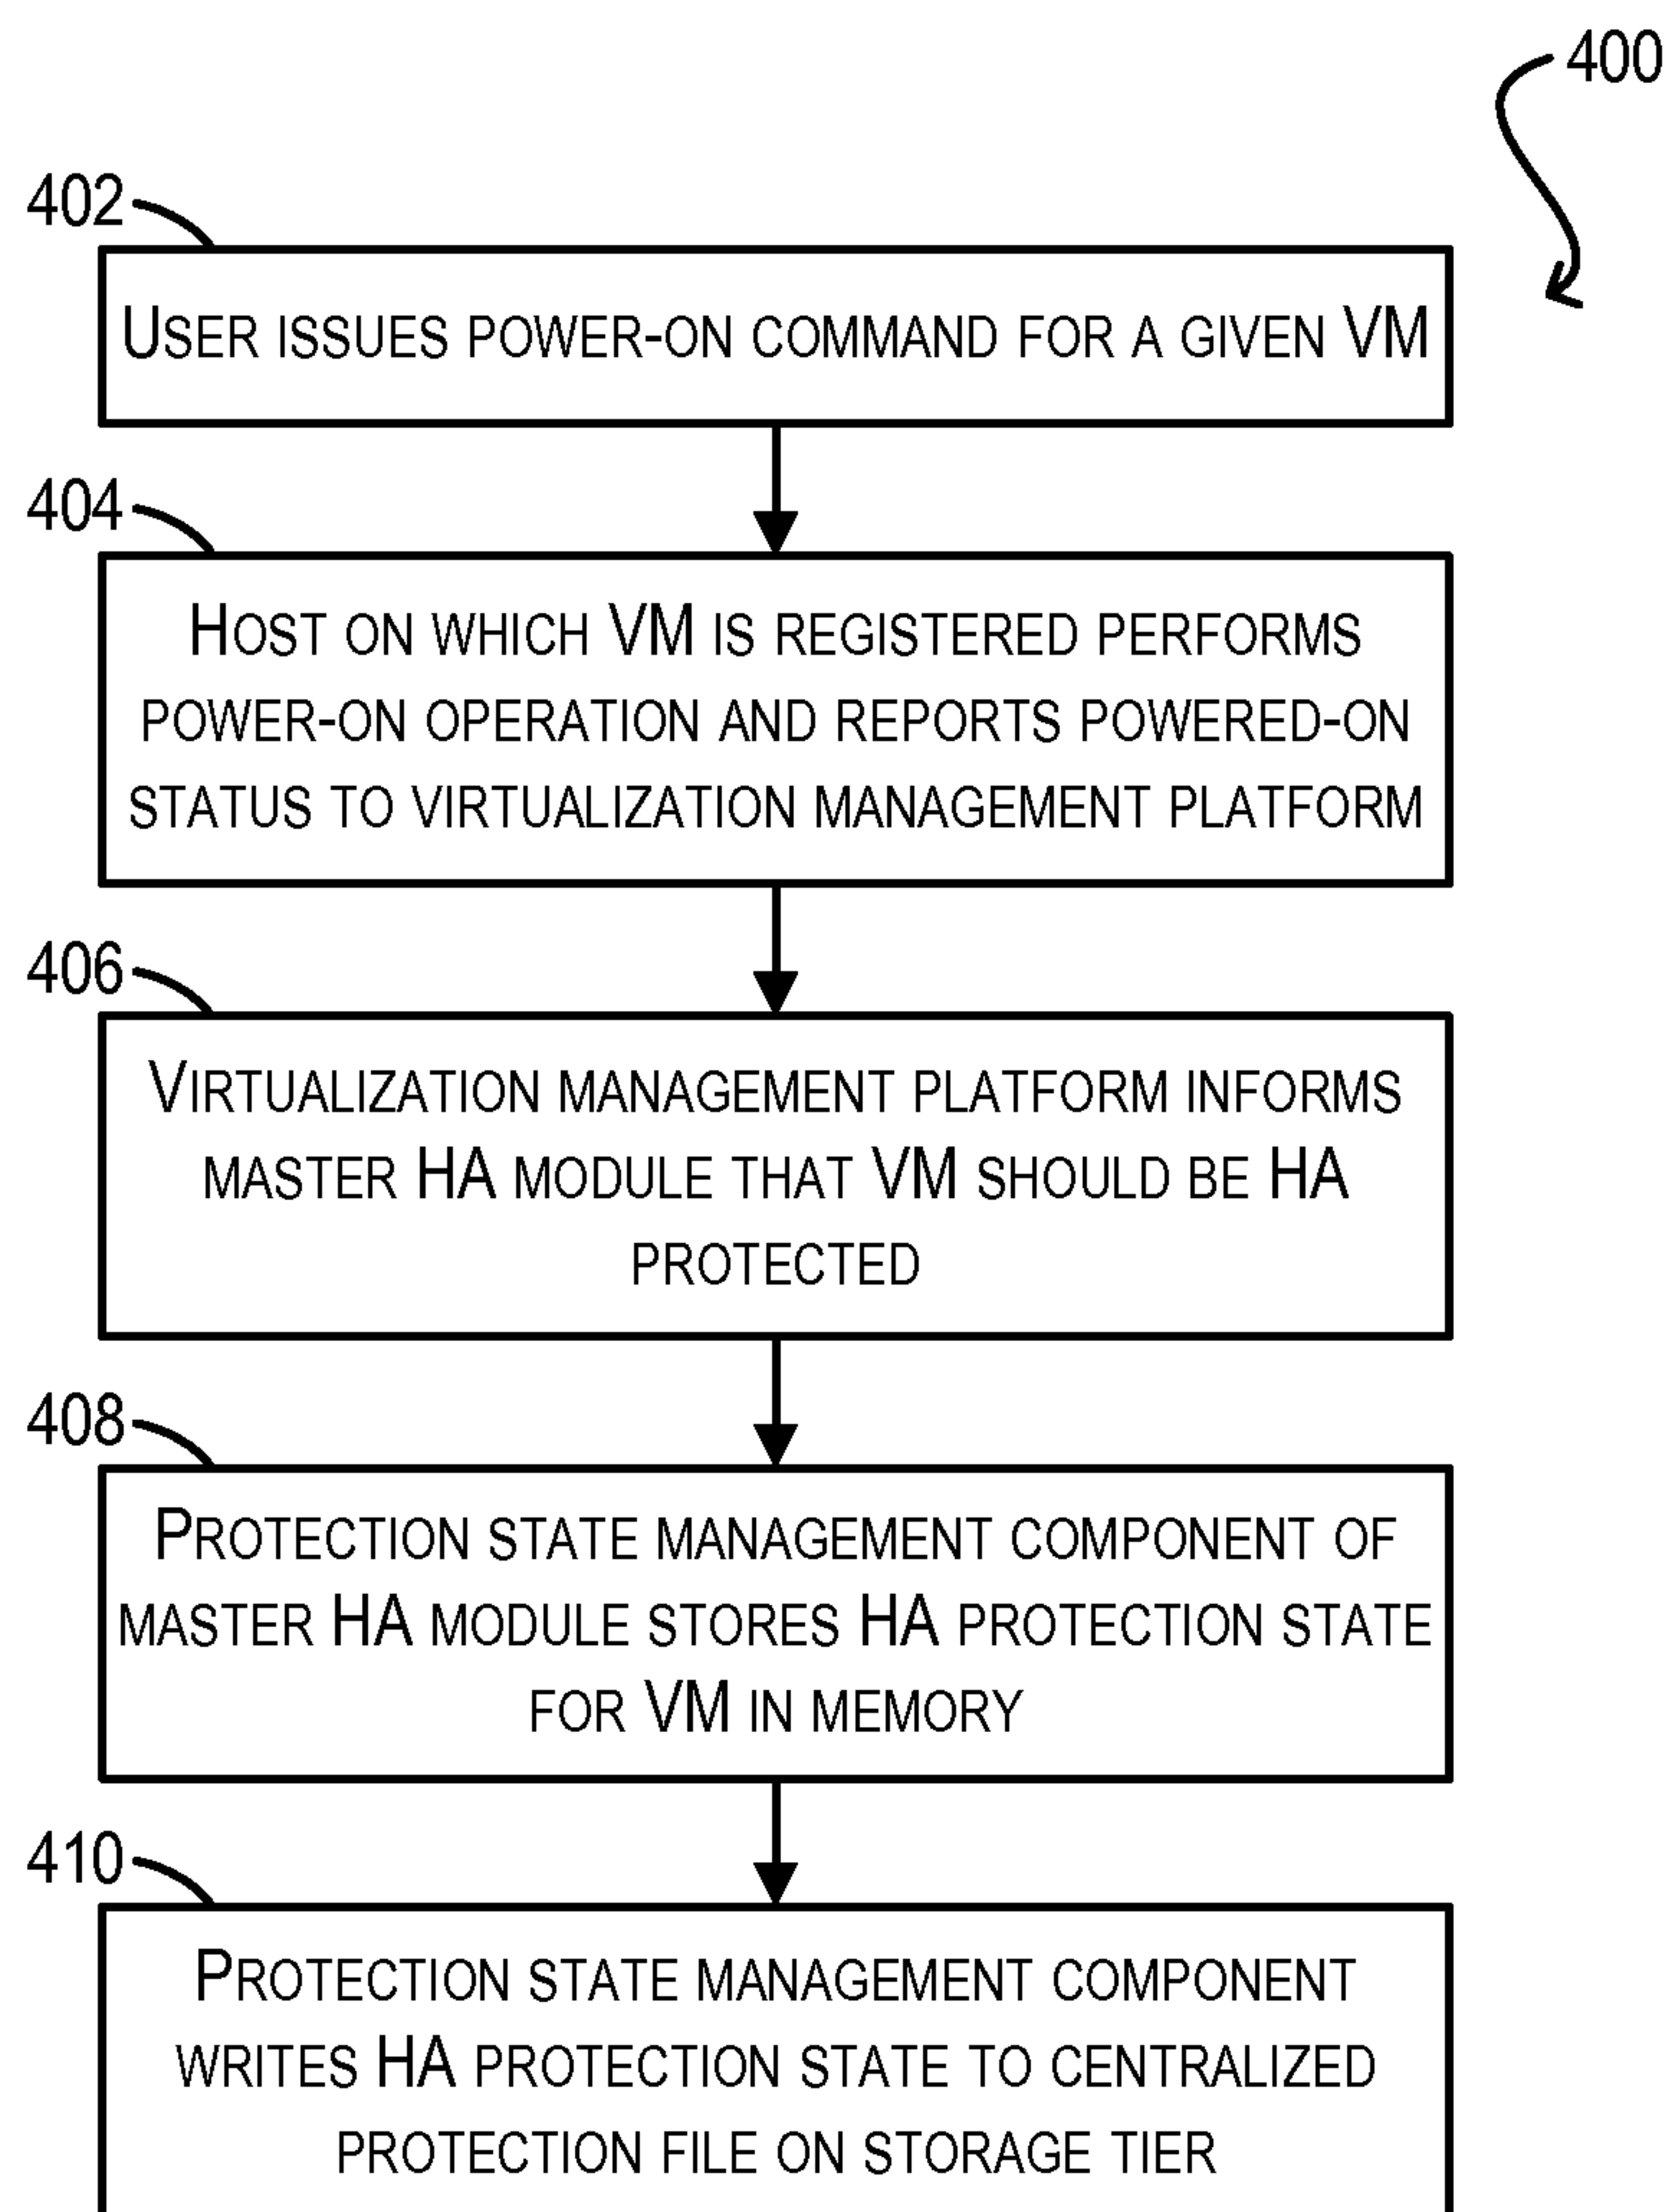 400
402
User issues power-on command for a given VM
404
Host on which VM is registered performs
power-on operation and reports powered-on
status to virtualization management platform
406
Virtualization management platform informs
master HA module that VM should be HA
protected
408
Protection state management component of
master HA module stores HA protection state
for VM in memory
410
Protection state management component
writes HA protection state to centralized
protection file on storage tier